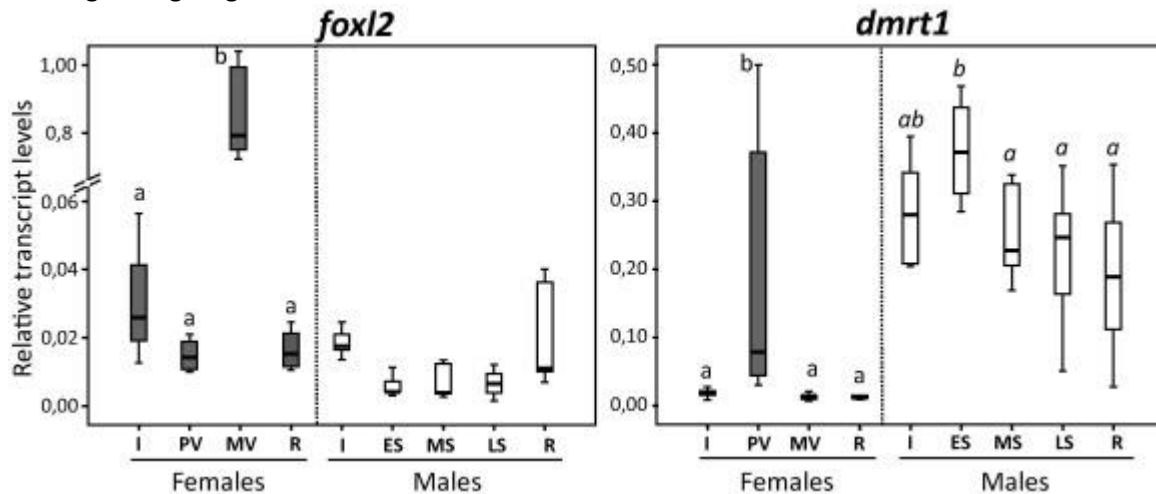 foxl2
dmrt1
Relative transcript levels
1,00
0,8
0,06
0,04
0,02
0,00
a
a
b
a
I PV MV R I ES MS LS R
Females Males
0,50
0,40
0,30
0,20
0,10
0,00
a
b
a
a
ab
b
a
a
a
I PV MV R I ES MS LS R
Females Males